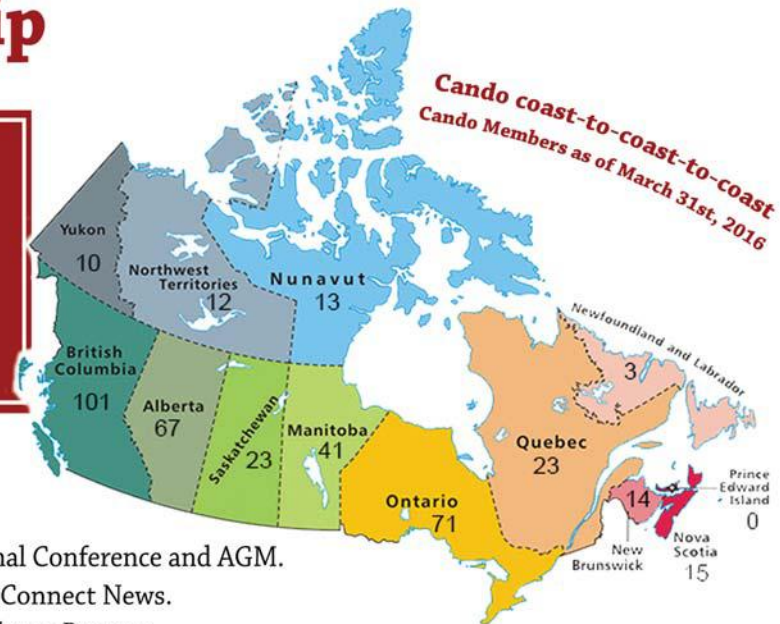 ip
Cando coast-to-coast-to-coast
Cando Members as of March 31st, 2016
Yukon
10
Northwest
Territories
12
Nunavut
13
British
Columbia
101
Alberta
67
Saskatchewan
23
Manitoba
41
Ontario
71
Quebec
23
Newfoundland and Labrador
3
Prince
Edward
Island
0
14
New
Brunswick
Nova
Scotia
15
nal Conference and AGM.
Connect News.